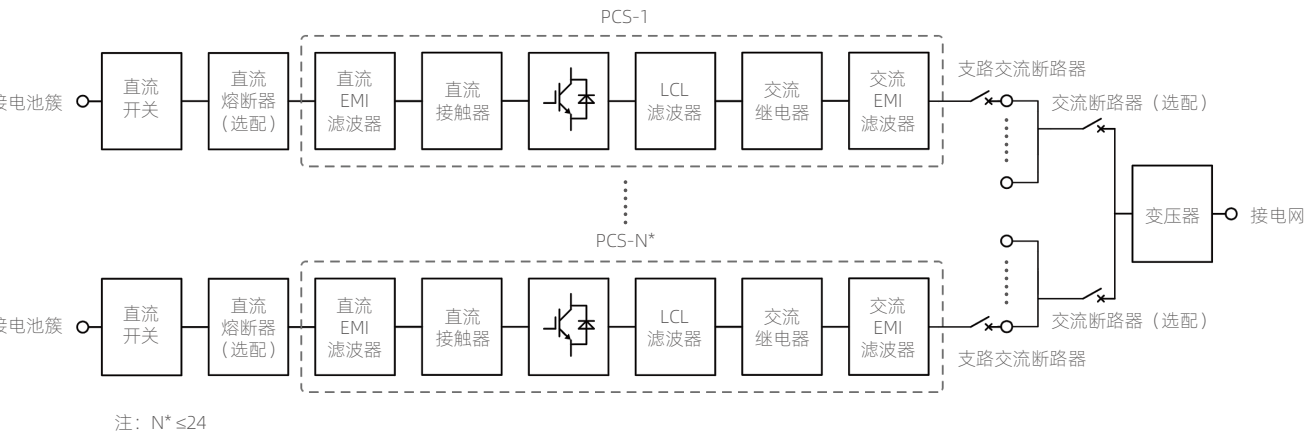 PCS-1
接电池簇
直流
开关
直流
熔断器
(选配)
直流
EMI
滤波器
直流
接触器
LCL
滤波器
交流
继电器
交流
EMI
滤波器
支路交流断路器
交流断路器（选配）
变压器
接电网
PCS-N*
接电池簇
直流
开关
直流
熔断器
(选配)
直流
EMI
滤波器
直流
接触器
LCL
滤波器
交流
继电器
交流
EMI
滤波器
交流断路器（选配）
支路交流断路器
注：N* ≤24